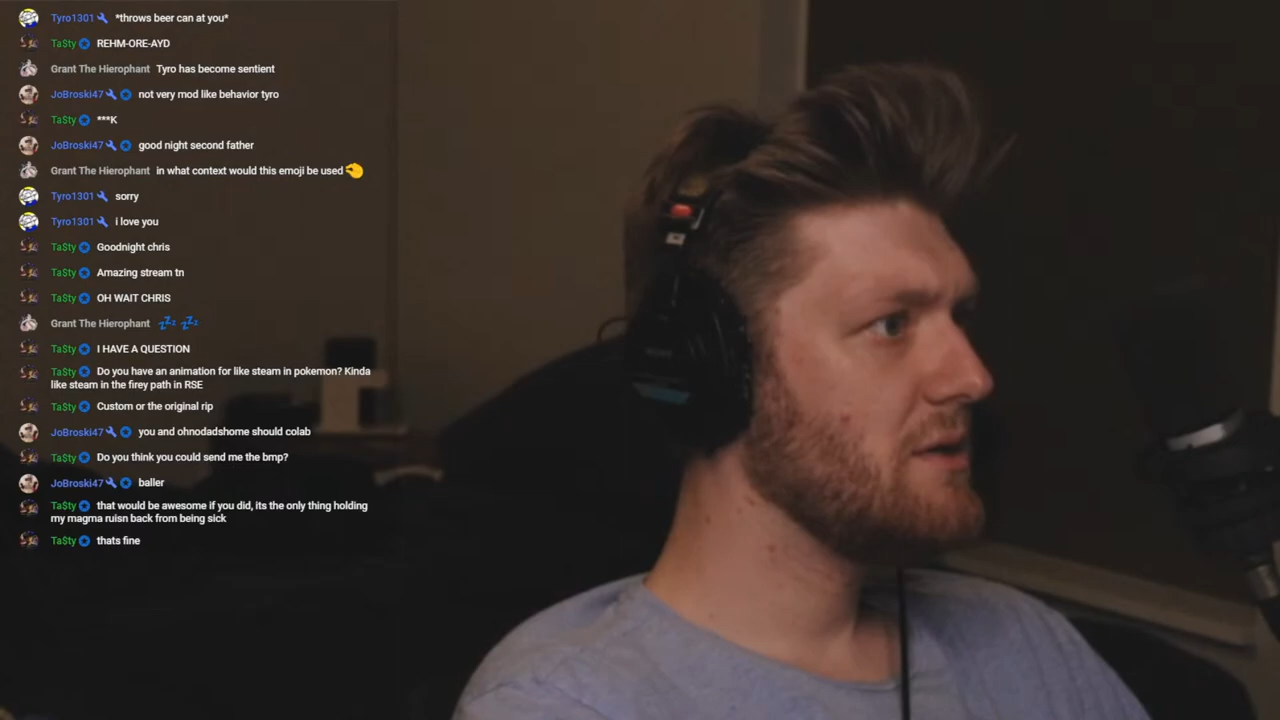 Tyro1301 *throws beer can at you*
Ta$ty REHM-ORE-AYD
Grant The Hierophant Tyro has become sentient
JoBroski47 not very mod like behavior tyro
Ta$ty ***K
JoBroski47 good night second father
Grant The Hierophant in what context would this emoji be used
Tyro1301 sorry
Tyro1301 i love you
Ta$ty Goodnight chris
Ta$ty Amazing stream tn
Ta$ty OH WAIT CHRIS
Grant The Hierophant 💤 💤
Ta$ty I HAVE A QUESTION
Ta$ty Do you have an animation for like steam in pokemon? Kinda
like steam in the firey path in RSE
Ta$ty Custom or the original rip
JoBroski47 you and ohnodadshome should colab
Ta$ty Do you think you could send me the bmp?
JoBroski47 baller
Ta$ty that would be awesome if you did, its the only thing holding
my magma ruisn back from being sick
Ta$ty thats fine